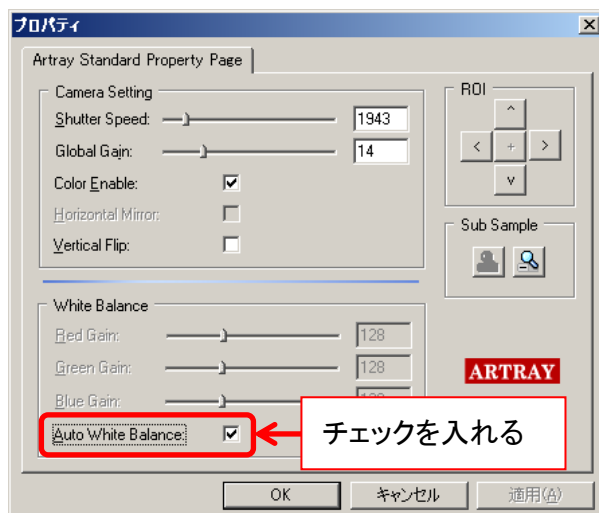 プロパティ
Artray Standard Property Page
Camera Setting
Shutter Speed: 1943
Global Gain: 14
Color Enable:
Horizontal Mirror:
Vertical Flip:
ROI
^
< + >
v
Sub Sample
White Balance
Red Gain: 128
Green Gain: 128
Blue Gain:
ARTRAY
Auto White Balance:
チェックを入れる
OK キャンセル 適用(A)